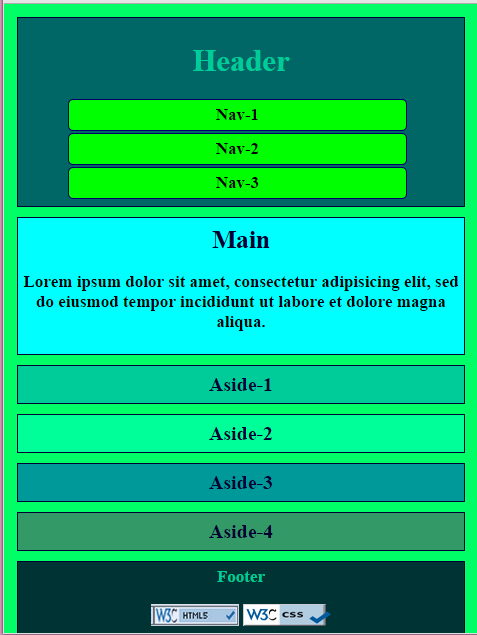 Header
Nav-1
Nav-2
Nav-3
Main
Lorem ipsum dolor sit amet, consectetur adipisicing elit, sed
do eiusmod tempor incididunt ut labore et dolore magna
aliqua.
Aside-1
Aside-2
Aside-3
Aside-4
Footer
W3C HTML5 W3C css